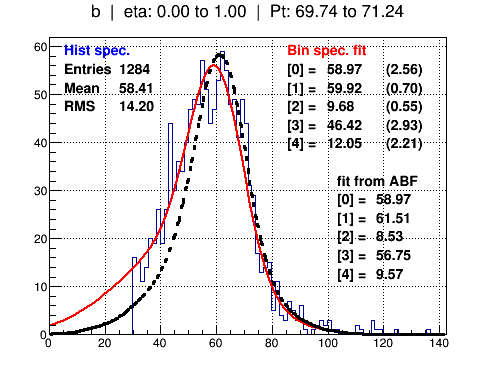 b | eta: 0.00 to 1.00 | Pt: 69.74 to 71.24
Hist spec.
Entries 1284
Mean 58.41
RMS 14.20
Bin spec. fit
[0] = 58.97 (2.56)
[1] = 59.92 (0.70)
[2] = 9.68 (0.55)
[3] = 46.42 (2.93)
[4] = 12.05 (2.21)
fit from ABF
[0] = 58.97
[1] = 61.51
[2] = 8.53
[3] = 56.75
[4] = 9.57
60
50
40
30
20
10
0
0 20 40 60 80 100 120 140